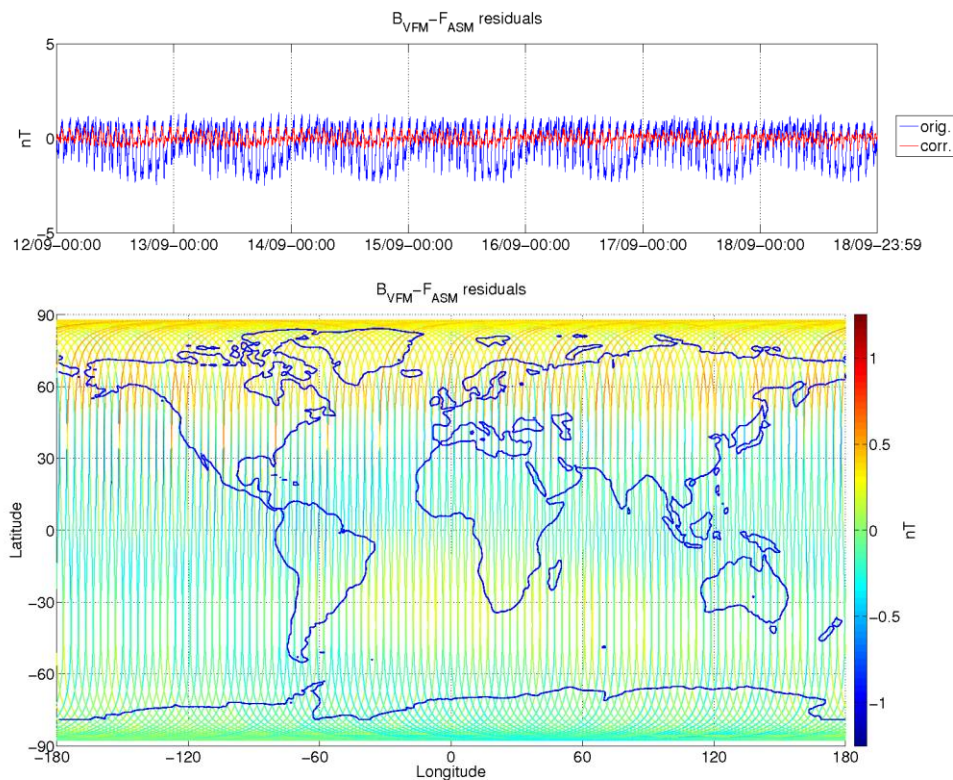 B_VFM−F_ASM residuals
5
0
−5
nT
12/09−00:00 13/09−00:00 14/09−00:00 15/09−00:00 16/09−00:00 17/09−00:00 18/09−00:00 18/09−23:59
orig.
corr.
B_VFM−F_ASM residuals
90
60
30
0
−30
−60
−90
Latitude
−180 −120 −60 0 60 120 180
Longitude
1
0.5
0
−0.5
−1
nT